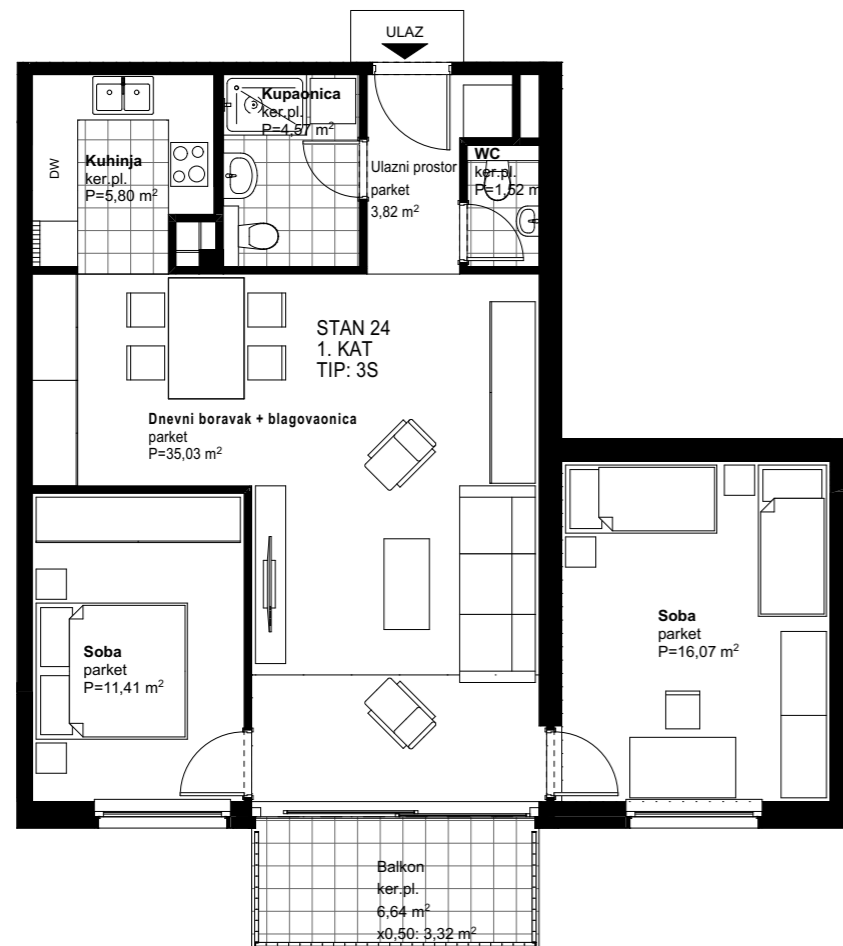 ULAZ
Kupaonica
ker.pl.
P=4,57 m²
Kuhinja
ker.pl.
P=5,80 m²
DW
Ulazni prostor
parket
3,82 m²
WC
ker.pl.
P=1,52 m
STAN 24
1. KAT
TIP: 3S
Dnevni boravak + blagovaonica
parket
P=35,03 m²
Soba
parket
P=11,41 m²
Soba
parket
P=16,07 m²
Balkon
ker.pl.
6,64 m²
x0,50: 3,32 m²